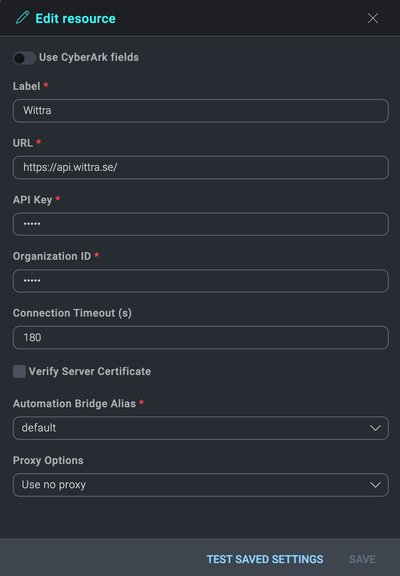 Edit resource
Use CyberArk fields
Label *
Wittra
URL *
https://api.wittra.se/
API Key *
•••••
Organization ID *
•••••
Connection Timeout (s)
180
Verify Server Certificate
Automation Bridge Alias *
default
Proxy Options
Use no proxy
TEST SAVED SETTINGS SAVE